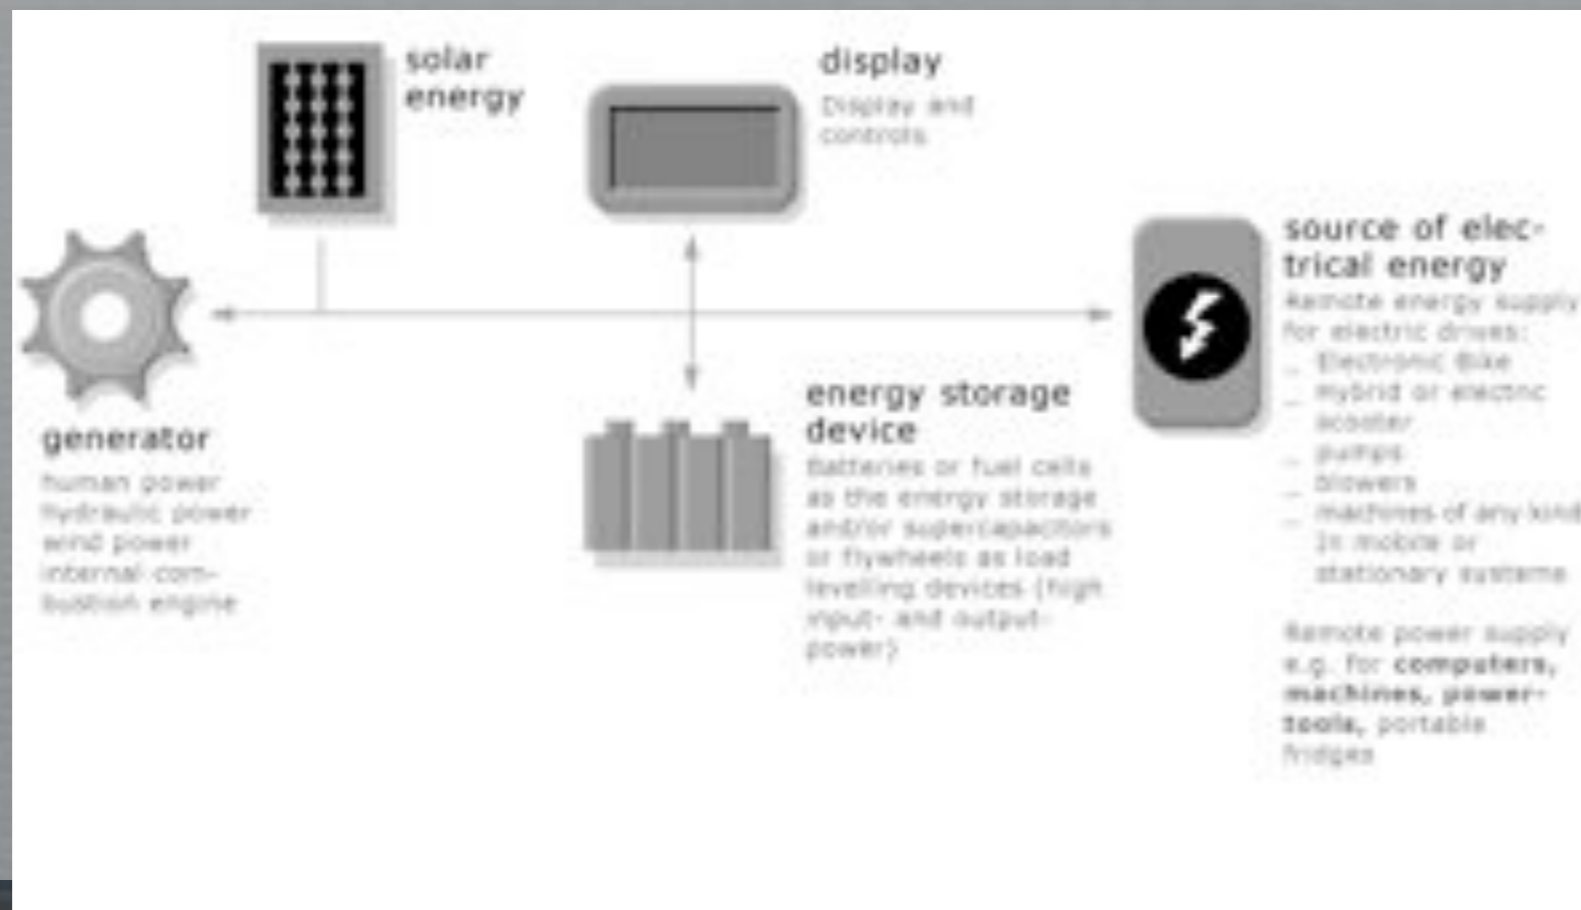 solar
energy
display
Display and
controls
generator
human power
hydraulic power
wind power
internal com-
bustion engine
energy storage
device
Batteries or fuel cells
as the energy storage
and/or supercapacitors
or flywheels as load
levelling devices (high
input- and output-
power)
source of elec-
trical energy
Remote energy supply
for electric drives:
_ Electronic Bike
_ Hybrid or electric
scooter
_ pumps
_ blowers
_ machines of any kind
In mobile or
stationary systems
Remote power supply
e.g. for computers,
machines, power-
tools, portable
fridges